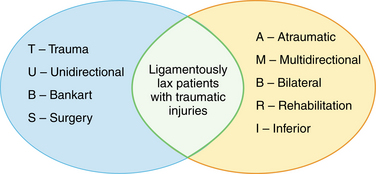 T – Trauma
U – Unidirectional
B – Bankart
S – Surgery
Ligamentously
lax patients
with traumatic
injuries
A – Atraumatic
M – Multidirectional
B – Bilateral
R – Rehabilitation
I – Inferior